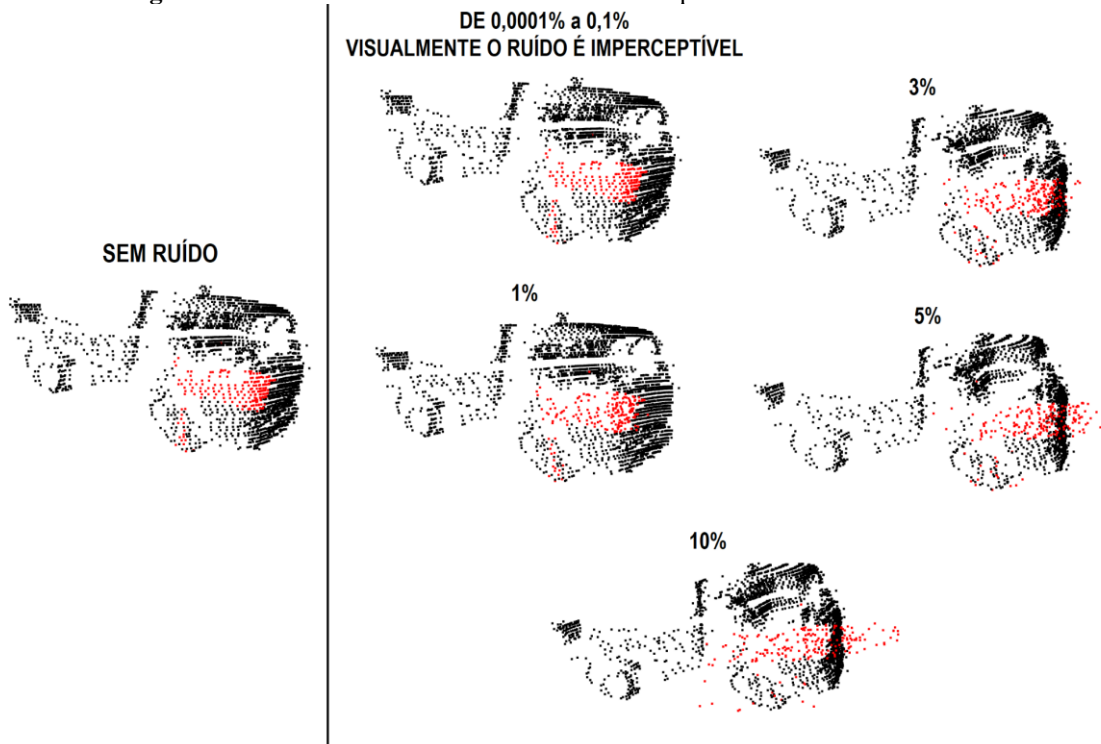 DE 0,0001% a 0,1%
VISUALMENTE O RUÍDO É IMPERCEPTÍVEL
3%
SEM RUÍDO
1%
5%
10%